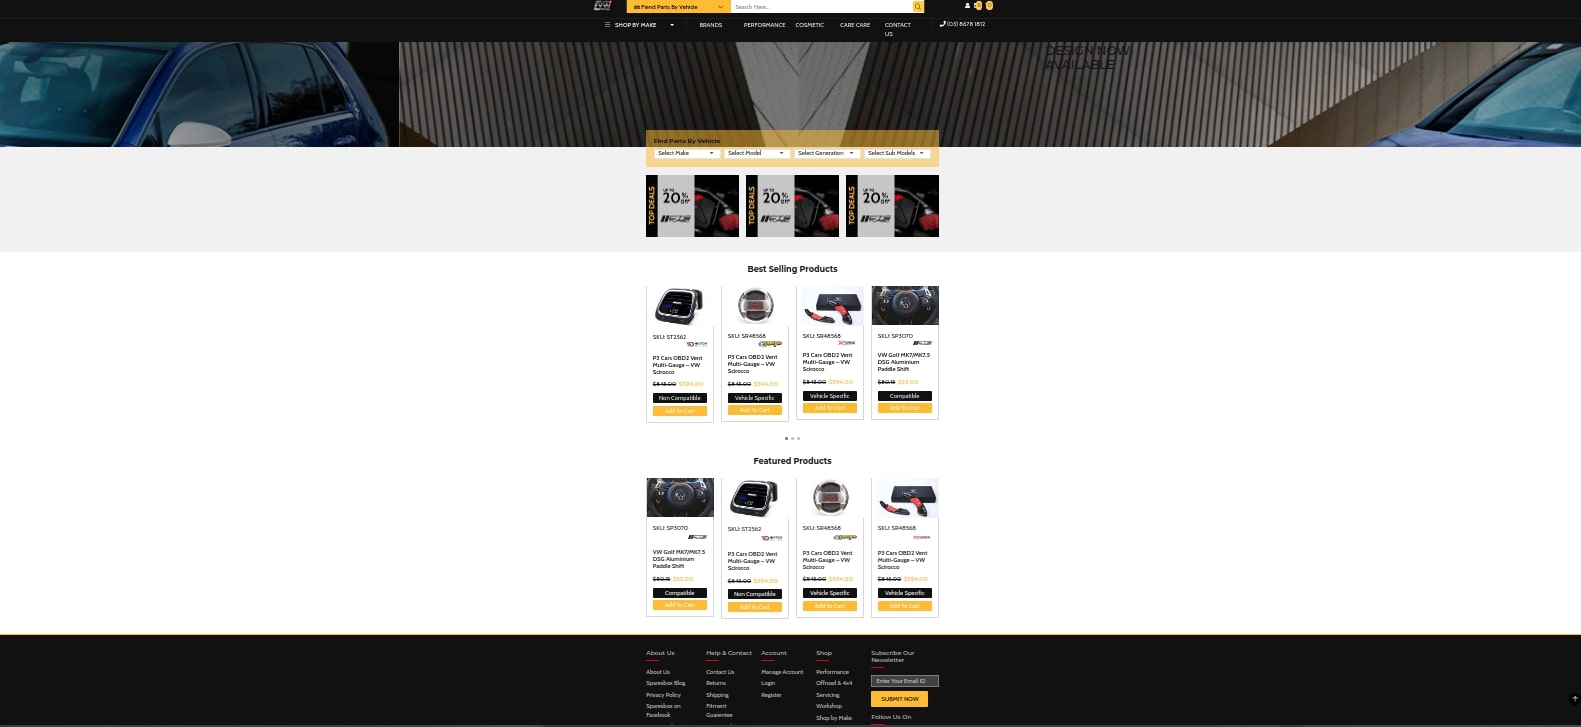 Fiend Parts By Vehicle
Search Here..
0
SHOP BY MAKE
BRANDS
PERFORMANCE
COSMETIC
CARE CARE
CONTACT
US
(03) 8678 1812
DESIGN NOW
AVAILABLE
Find Parts By Vehicle
Select Make
Select Model
Select Generation
Select Sub Models
TOP DEALS
UP TO
20%
OFF*
TOP DEALS
UP TO
20%
OFF*
TOP DEALS
UP TO
20%
OFF*
Best Selling Products
SKU: ST2562
P3 Cars OBD2 Vent
Multi-Gauge – VW
Scirocco
$845.00 $394.00
Non Compatible
Add To Cart
SKU: SR48568
P3 Cars OBD2 Vent
Multi-Gauge – VW
Scirocco
$845.00 $394.00
Vehicle Specific
Add To Cart
SKU: SR48568
P3 Cars OBD2 Vent
Multi-Gauge – VW
Scirocco
$845.00 $394.00
Vehicle Specific
Add To Cart
SKU: SP3070
VW Golf MK7/MK7.5
DSG Aluminium
Paddle Shift
Compatible
Add To Cart
Featured Products
SKU: SP3070
VW Golf MK7/MK7.5
DSG Aluminium
Paddle Shift
Compatible
Add To Cart
SKU: ST2562
P3 Cars OBD2 Vent
Multi-Gauge – VW
Scirocco
$845.00 $394.00
Non Compatible
Add To Cart
SKU: SR48568
P3 Cars OBD2 Vent
Multi-Gauge – VW
Scirocco
$845.00 $394.00
Vehicle Specific
Add To Cart
SKU: SR48568
P3 Cars OBD2 Vent
Multi-Gauge – VW
Scirocco
$845.00 $394.00
Vehicle Specific
Add To Cart
About Us
About Us
Sparesbox Blog
Privacy Policy
Sparesbox on
Facebook
Help & Contact
Contact Us
Returns
Shipping
Fitment
Guarentee
Account
Manage Account
Login
Register
Shop
Performance
Offroad & 4x4
Servicing
Workshop
Shop by Make
Subscribe Our
Newsletter
Enter Your Email ID
SUBMIT NOW
Follow Us On